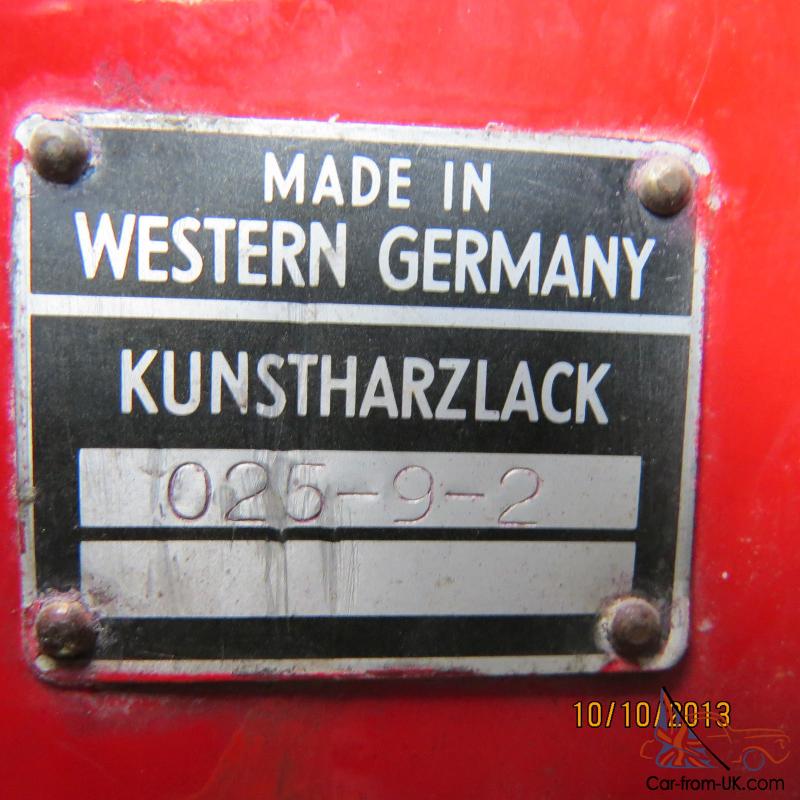 MADE IN
WESTERN GERMANY
KUNSTHARZLACK
025-9-2
10/10/2013
Car-from-UK.com